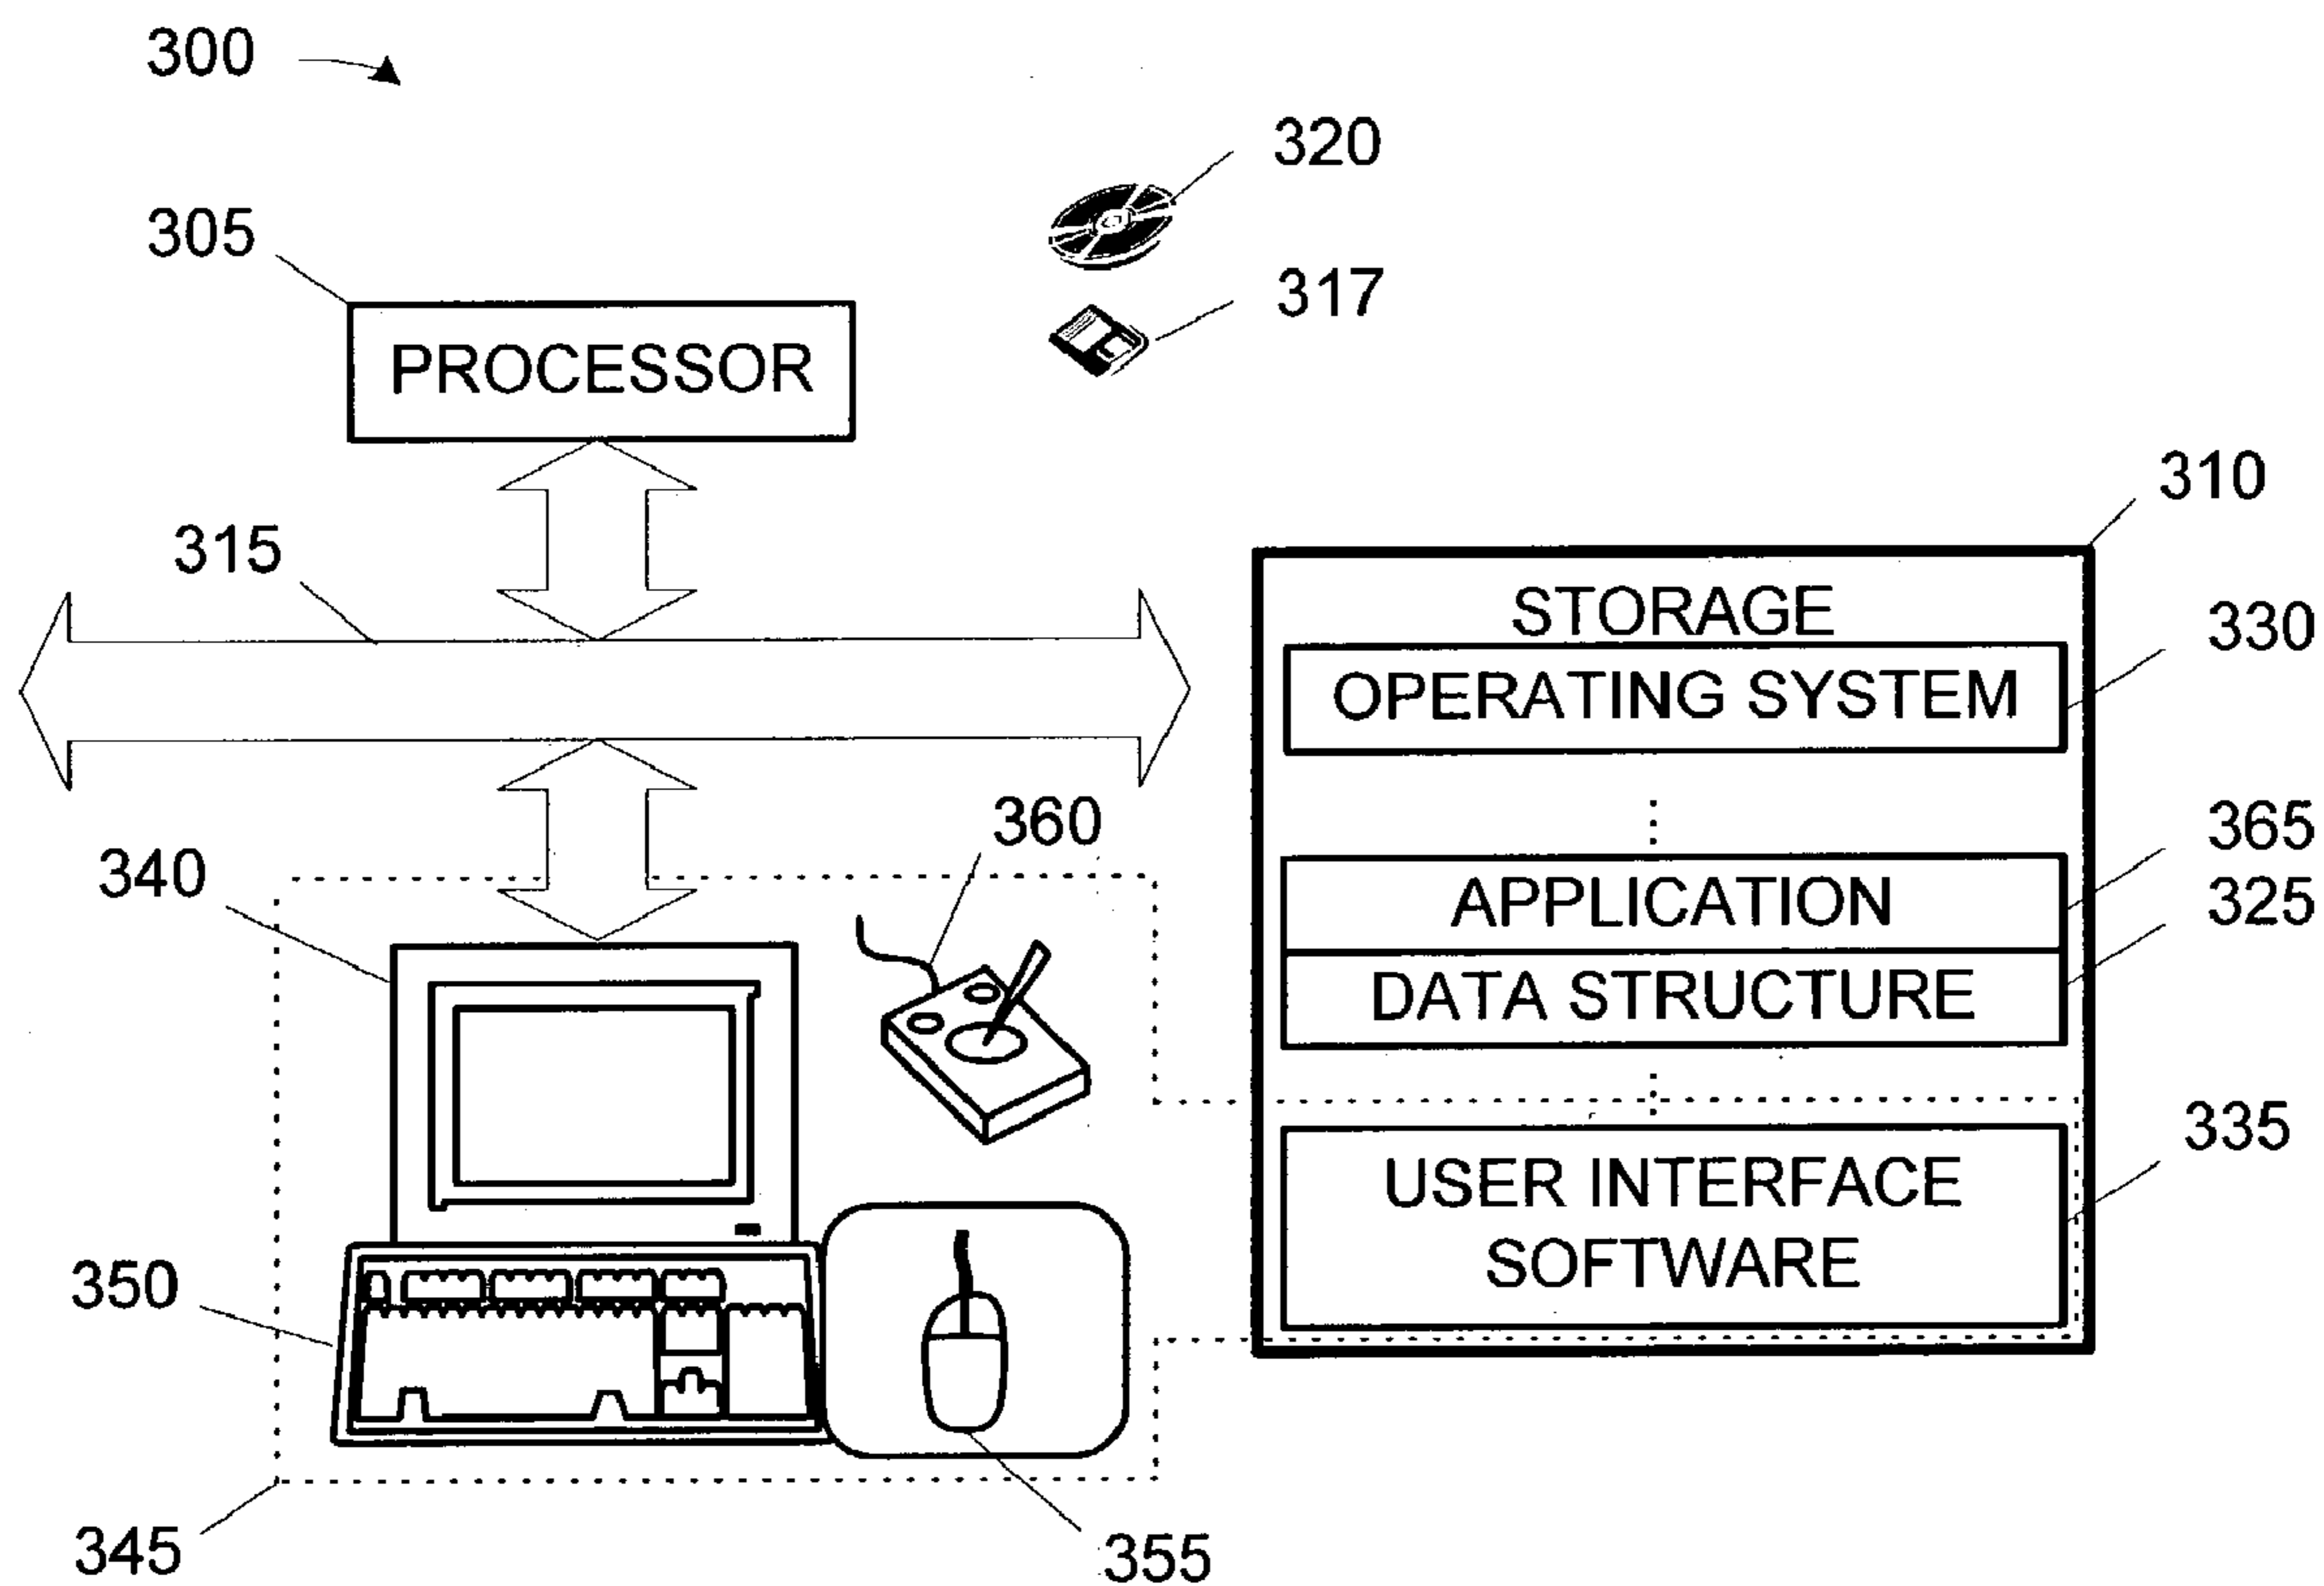 300
320
305
317
PROCESSOR
310
315
STORAGE
330
OPERATING SYSTEM
360
365
340
APPLICATION
325
DATA STRUCTURE
335
USER INTERFACE
SOFTWARE
350
345
355